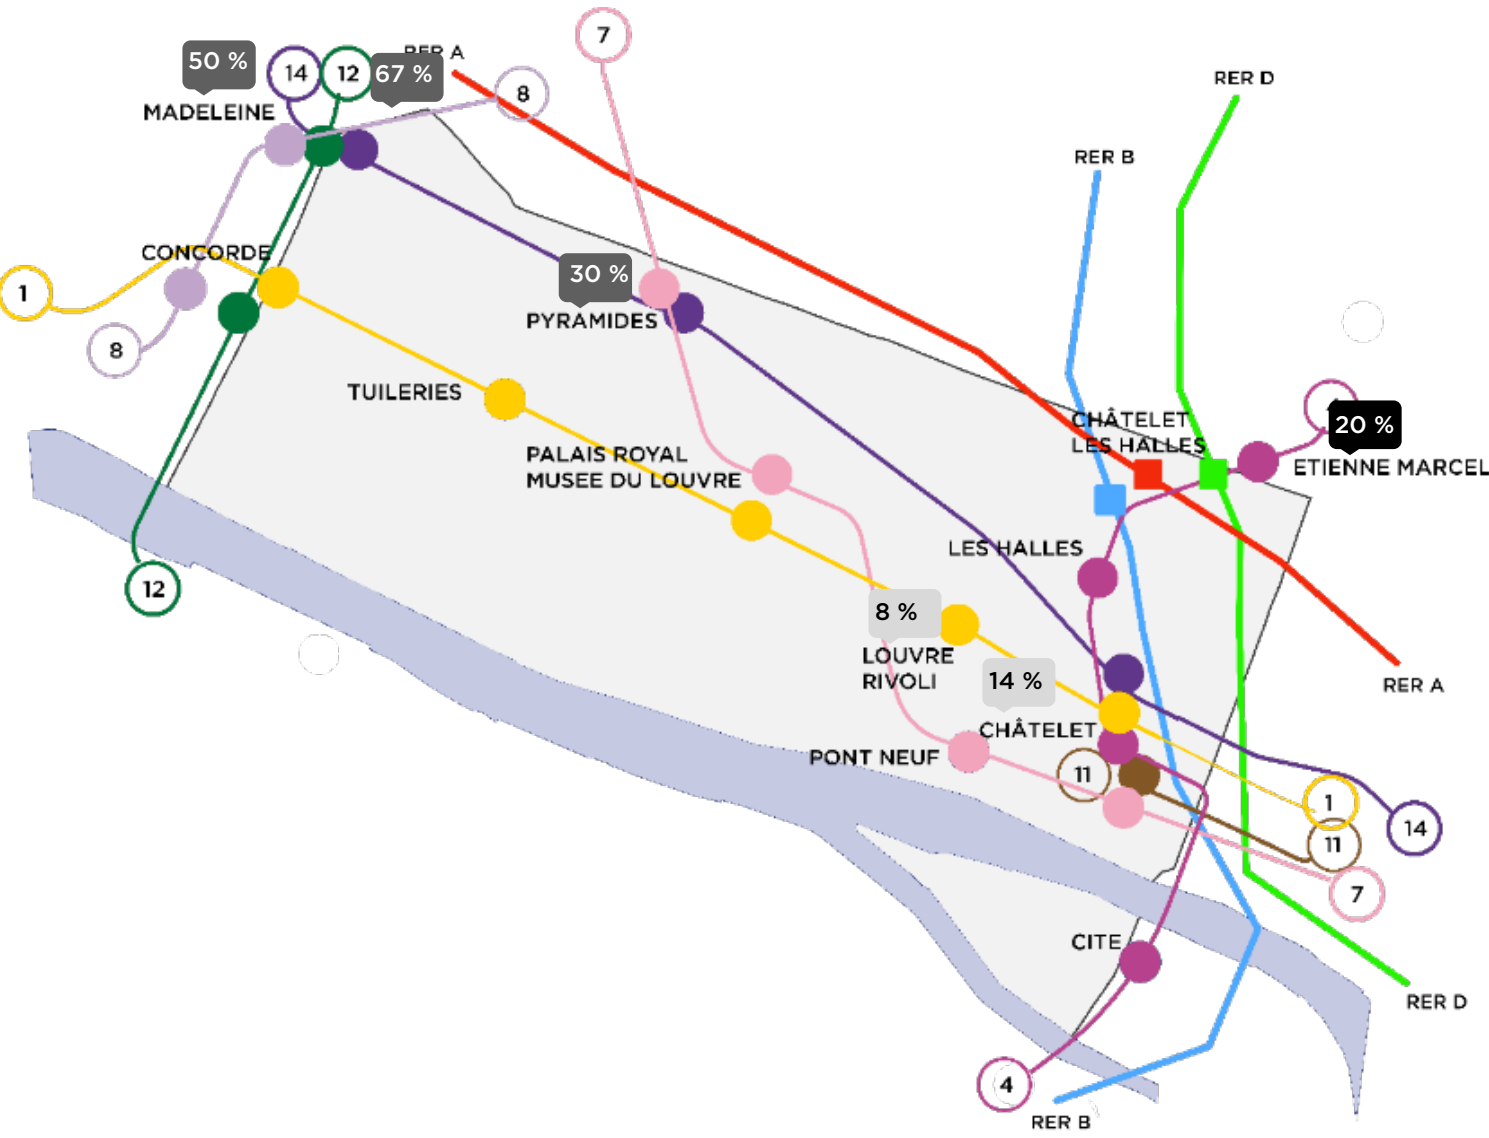 7
50 %
14
12
67 %
RER A
8
RER D
MADELEINE
RER B
CONCORDE
1
30 %
PYRAMIDES
8
TUILERIES
CHÂTELET
LES HALLES
20 %
ETIENNE MARCEL
PALAIS ROYAL
MUSEE DU LOUVRE
LES HALLES
12
8 %
LOUVRE
RIVOLI
14 %
RER A
CHÂTELET
PONT NEUF
11
1
14
11
7
CITE
RER D
4
RER B